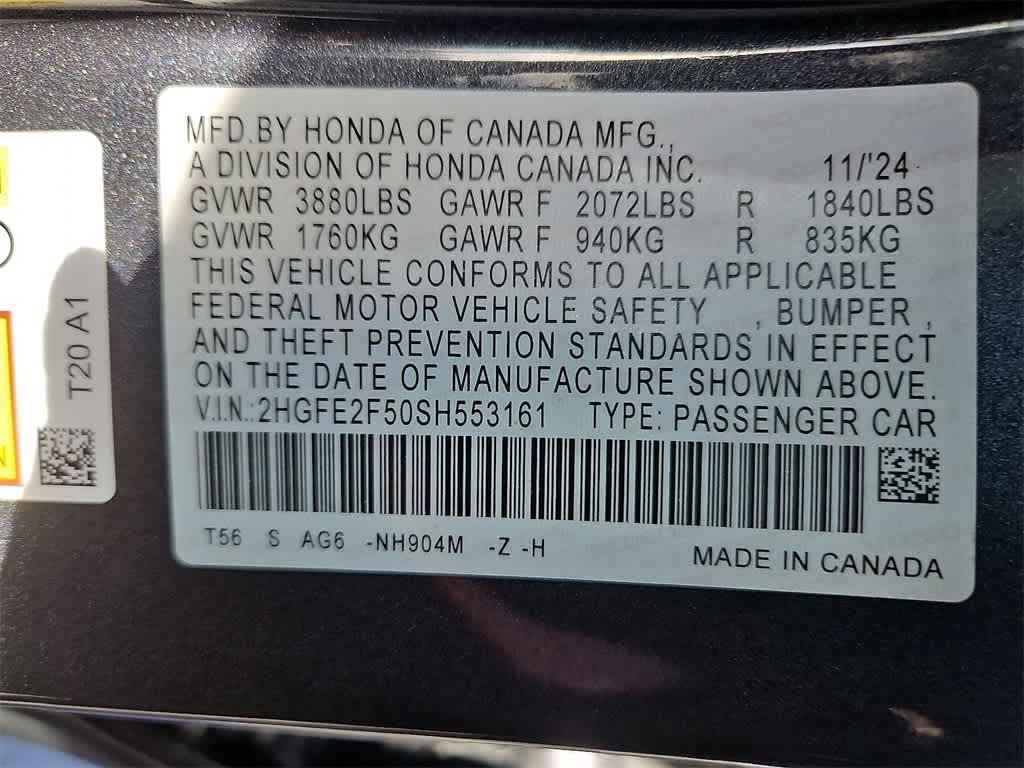 MFD.BY HONDA OF CANADA MFG.,
A DIVISION OF HONDA CANADA INC. 11/'24
GVWR 3880LBS GAWR F 2072LBS R 1840LBS
GVWR 1760KG GAWR F 940KG R 835KG
THIS VEHICLE CONFORMS TO ALL APPLICABLE
FEDERAL MOTOR VEHICLE SAFETY , BUMPER ,
AND THEFT PREVENTION STANDARDS IN EFFECT
ON THE DATE OF MANUFACTURE SHOWN ABOVE.
V.I.N.:2HGFE2F50SH553161 TYPE: PASSENGER CAR
T56 S AG6 -NH904M -Z -H
MADE IN CANADA
T20 A1